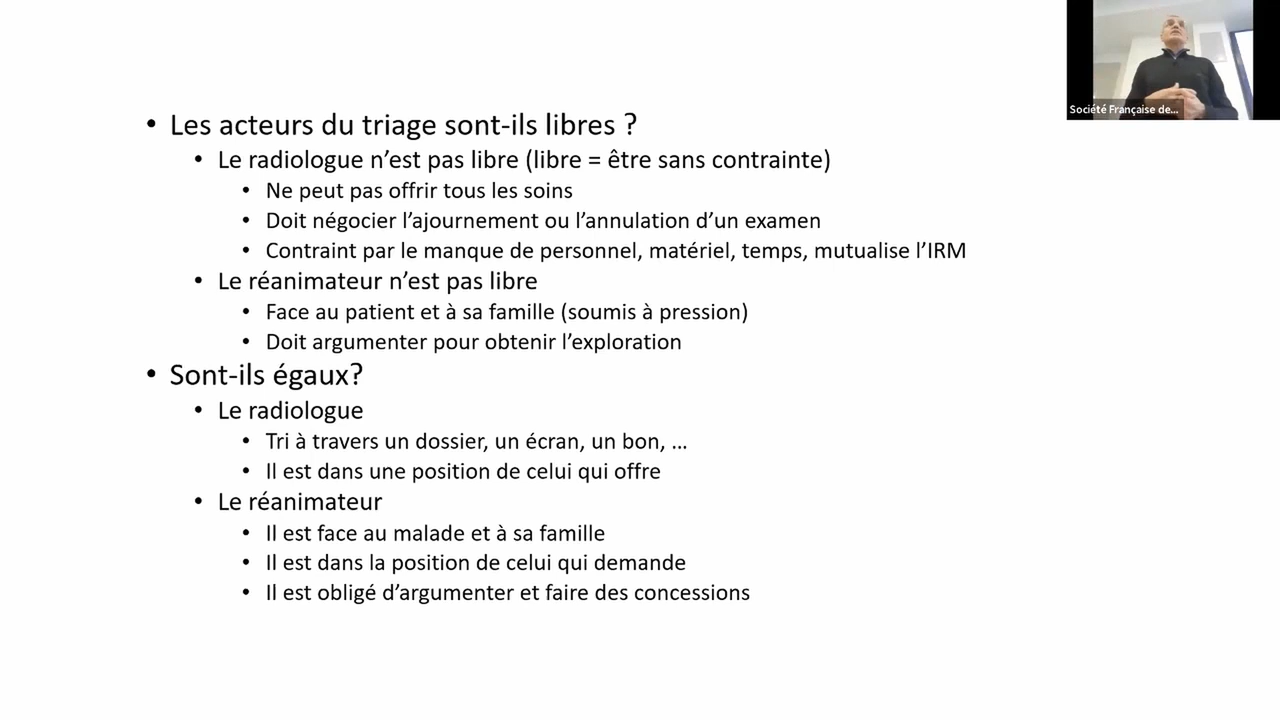 Société Française de...
• Les acteurs du triage sont-ils libres ?
• Le radiologue n’est pas libre (libre = être sans contrainte)
• Ne peut pas offrir tous les soins
• Doit négocier l’ajournement ou l’annulation d’un examen
• Contraint par le manque de personnel, matériel, temps, mutualise l’IRM
• Le réanimateur n’est pas libre
• Face au patient et à sa famille (soumis à pression)
• Doit argumenter pour obtenir l’exploration
• Sont-ils égaux?
• Le radiologue
• Tri à travers un dossier, un écran, un bon, …
• Il est dans une position de celui qui offre
• Le réanimateur
• Il est face au malade et à sa famille
• Il est dans la position de celui qui demande
• Il est obligé d’argumenter et faire des concessions